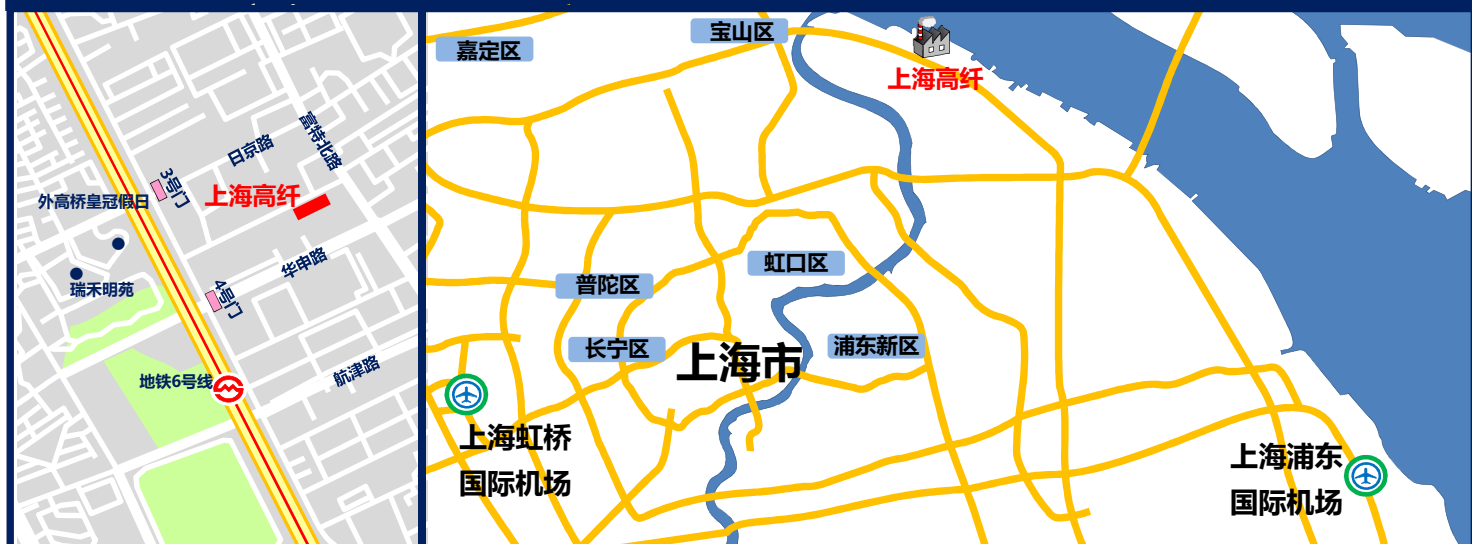 富特北路
日京路
3号门
上海高纤
外高桥皇冠假日
华申路
4号门
瑞禾明苑
航津路
地铁6号线
宝山区
嘉定区
上海高纤
虹口区
普陀区
浦东新区
长宁区
上海市
上海虹桥
国际机场
上海浦东
国际机场